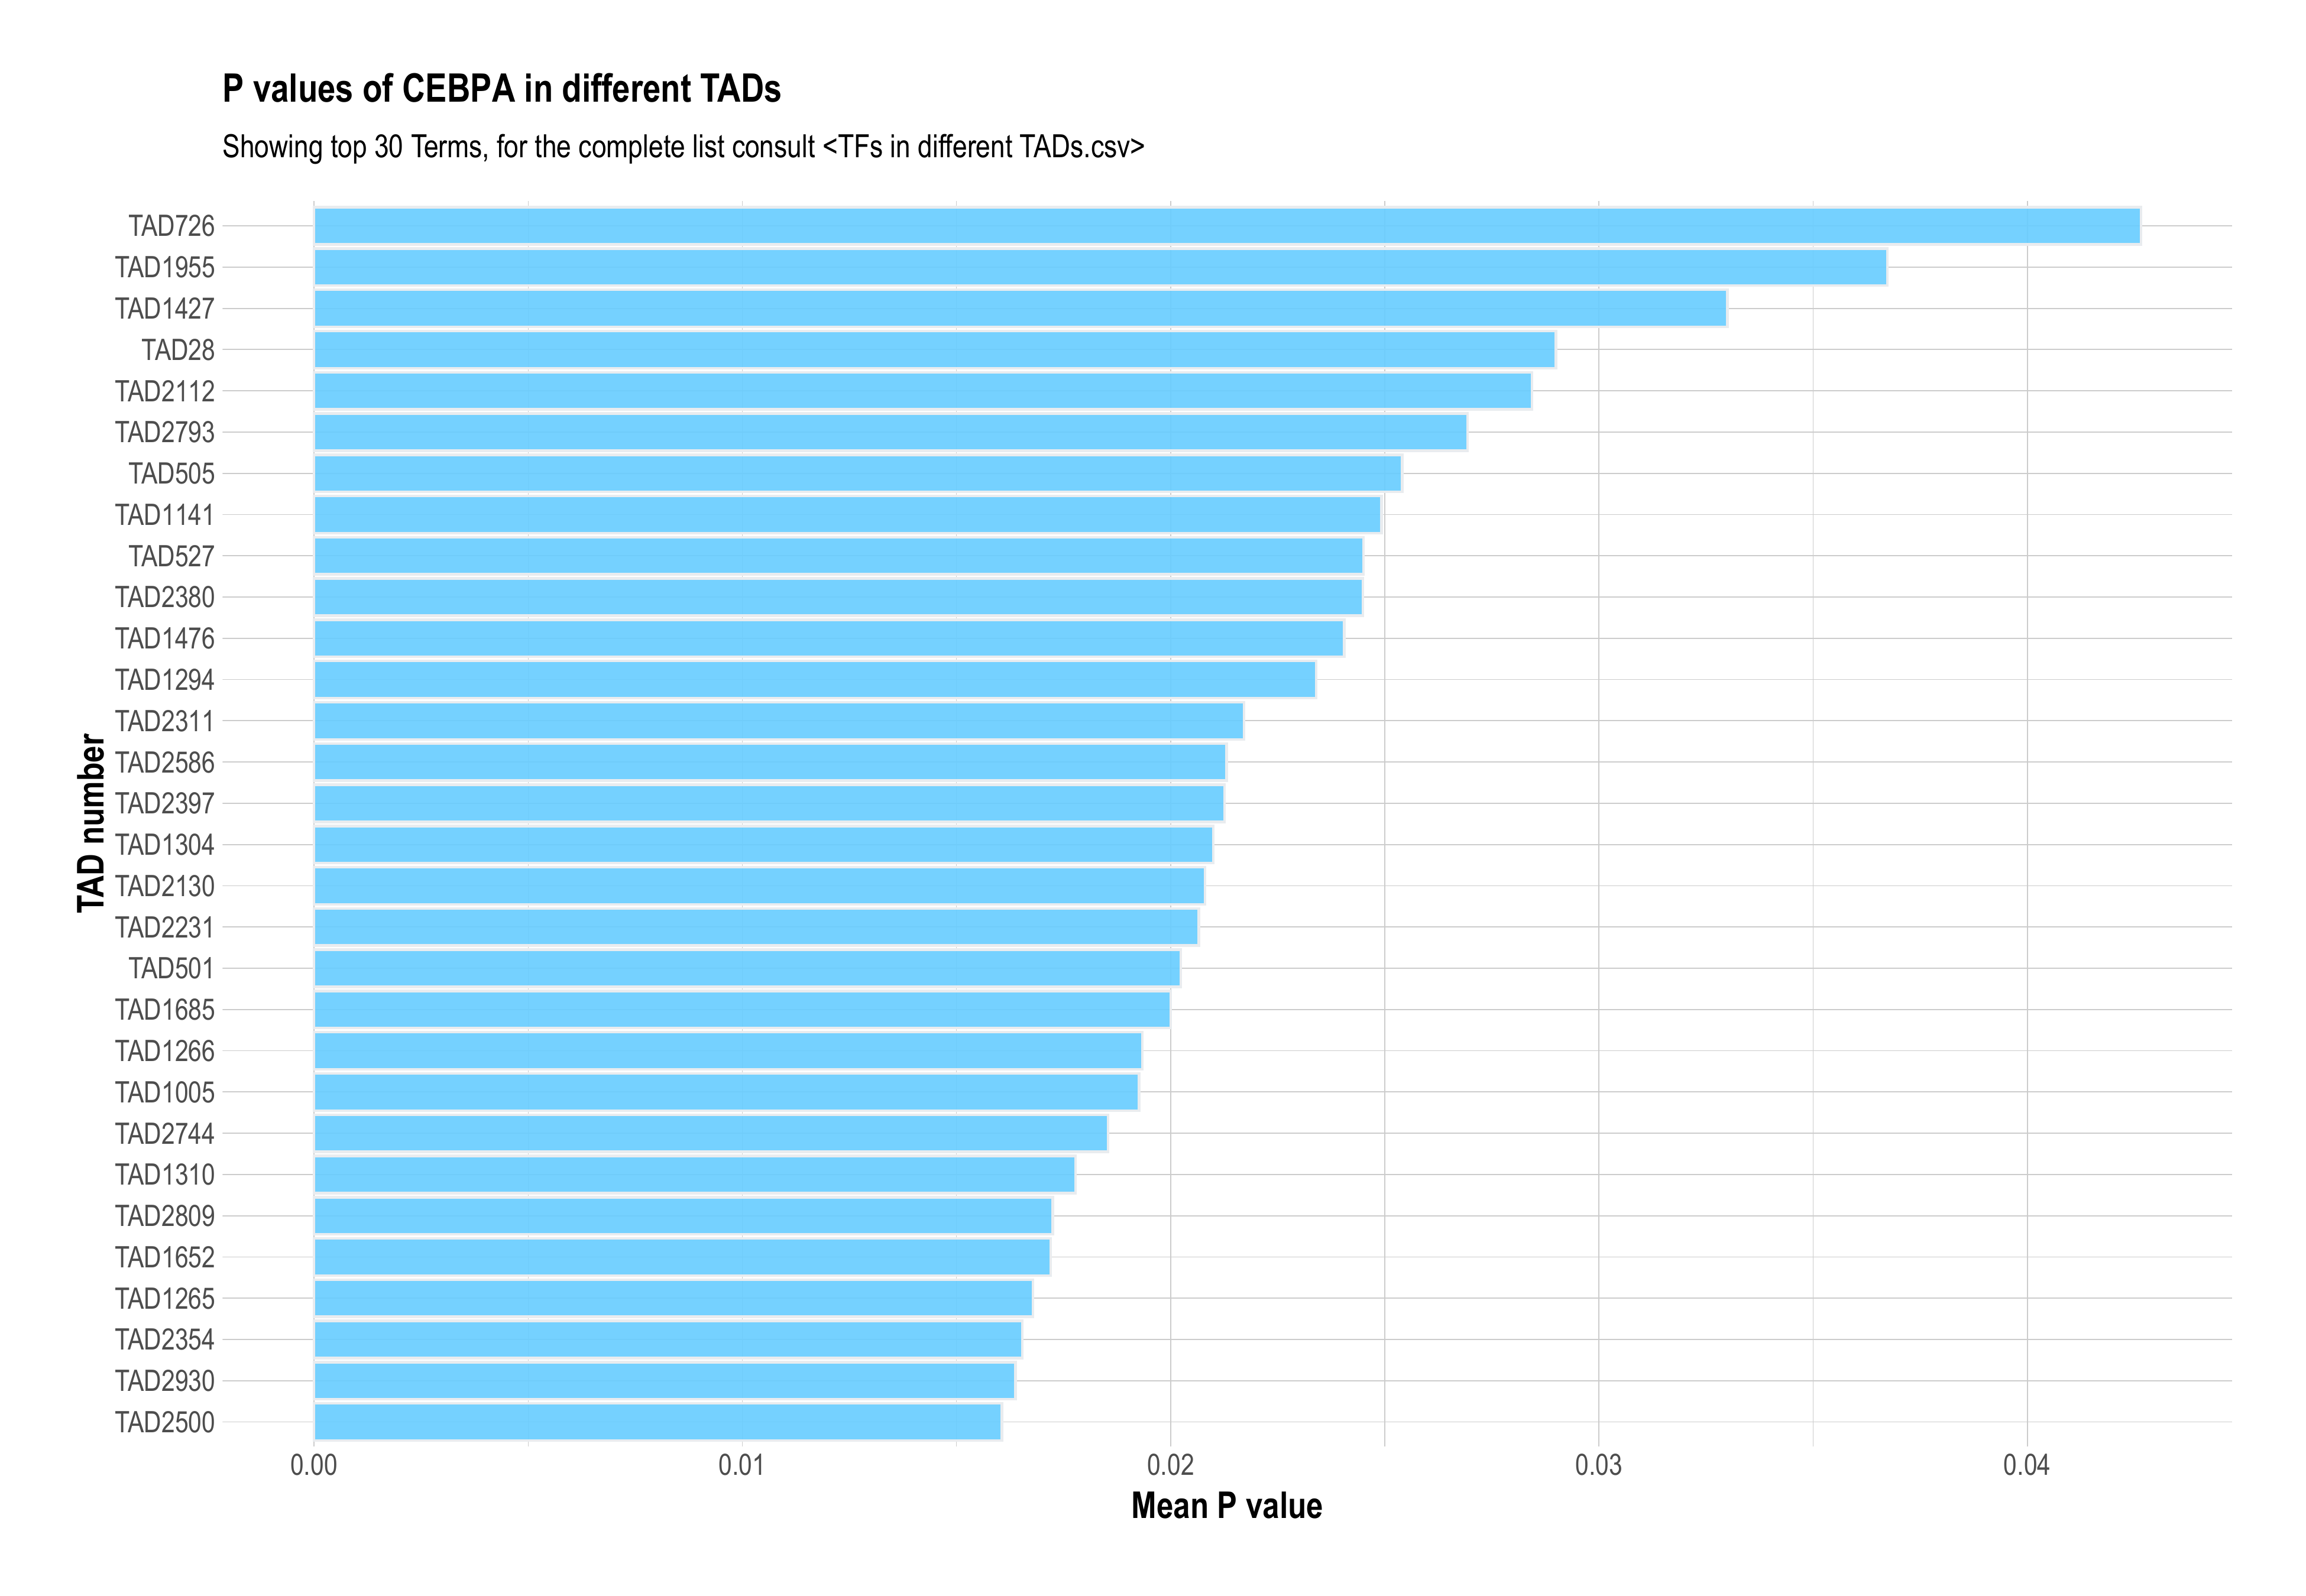 P values of CEBPA in different TADs
Showing top 30 Terms, for the complete list consult <TFs in different TADs.csv>
TAD number
TAD726
TAD1955
TAD1427
TAD28
TAD2112
TAD2793
TAD505
TAD1141
TAD527
TAD2380
TAD1476
TAD1294
TAD2311
TAD2586
TAD2397
TAD1304
TAD2130
TAD2231
TAD501
TAD1685
TAD1266
TAD1005
TAD2744
TAD1310
TAD2809
TAD1652
TAD1265
TAD2354
TAD2930
TAD2500
0.00 0.01 0.02 0.03 0.04
Mean P value